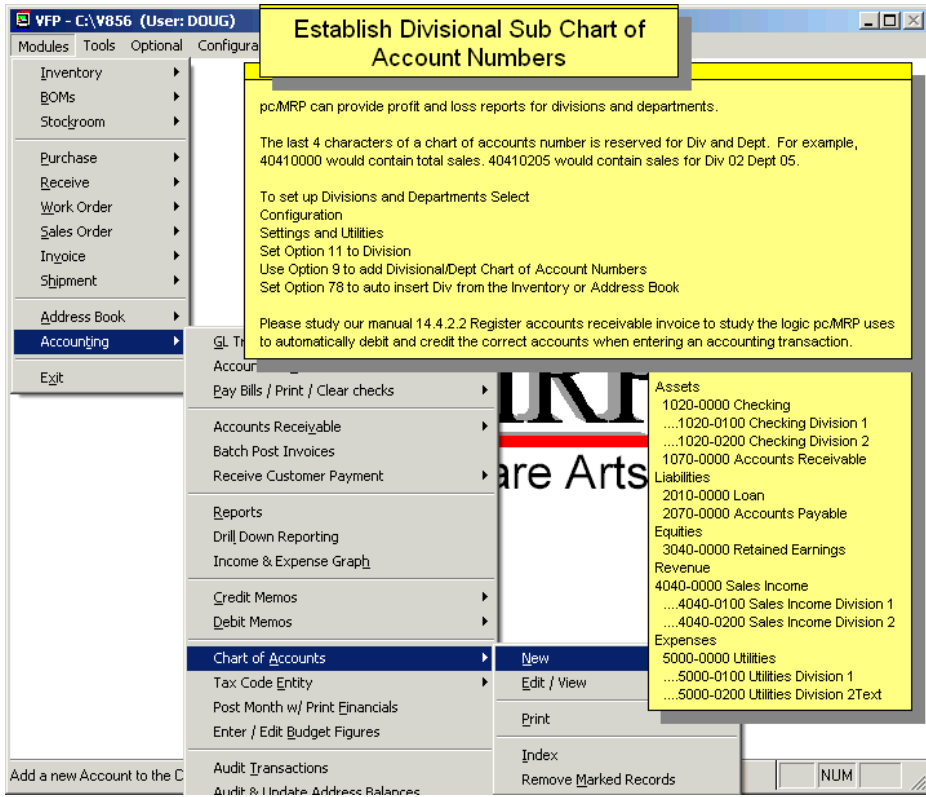 VFP - C:\V856 (User: DOUG)
Establish Divisional Sub Chart of
Account Numbers
Modules Tools Optional Configura
Inventory
BOMs
Stockroom
Purchase
Receive
Work Order
Sales Order
Invoice
Shipment
Address Book
Accounting
Exit
pc/MRP can provide profit and loss reports for divisions and departments.
The last 4 characters of a chart of accounts number is reserved for Div and Dept. For example,
40410000 would contain total sales. 40410205 would contain sales for Div 02 Dept 05.
To set up Divisions and Departments Select
Configuration
Settings and Utilities
Set Option 11 to Division
Use Option 9 to add Divisional/Dept Chart of Account Numbers
Set Option 78 to auto insert Div from the Inventory or Address Book
Please study our manual 14.4.2.2 Register accounts receivable invoice to study the logic pc/MRP uses
to automatically debit and credit the correct accounts when entering an accounting transaction.
GL Tr
Accoun
Pay Bills / Print / Clear checks
Accounts Receivable
Batch Post Invoices
Receive Customer Payment
Reports
Drill Down Reporting
Income & Expense Graph
Credit Memos
Debit Memos
Chart of Accounts
Tax Code Entity
Post Month w/ Print Financials
Enter / Edit Budget Figures
Audit Transactions
Audit & Update Address Balances
MRP
are Arts
New
Edit / View
Print
Index
Remove Marked Records
Assets
1020-0000 Checking
....1020-0100 Checking Division 1
....1020-0200 Checking Division 2
1070-0000 Accounts Receivable
Liabilities
2010-0000 Loan
2070-0000 Accounts Payable
Equities
3040-0000 Retained Earnings
Revenue
4040-0000 Sales Income
....4040-0100 Sales Income Division 1
....4040-0200 Sales Income Division 2
Expenses
5000-0000 Utilities
....5000-0100 Utilities Division 1
....5000-0200 Utilities Division 2Text
Add a new Account to the C
NUM